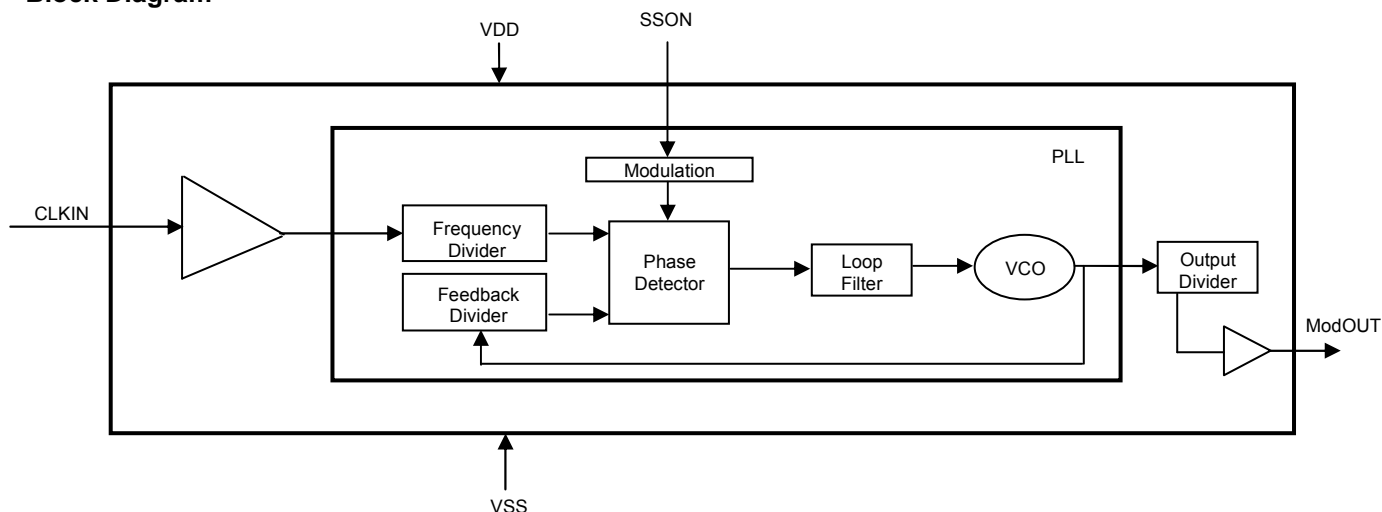 Block Diagram
VDD
SSON
PLL
Modulation
CLKIN
Frequency
Divider
Phase
Detector
Loop
Filter
VCO
Output
Divider
Feedback
Divider
ModOUT
VSS